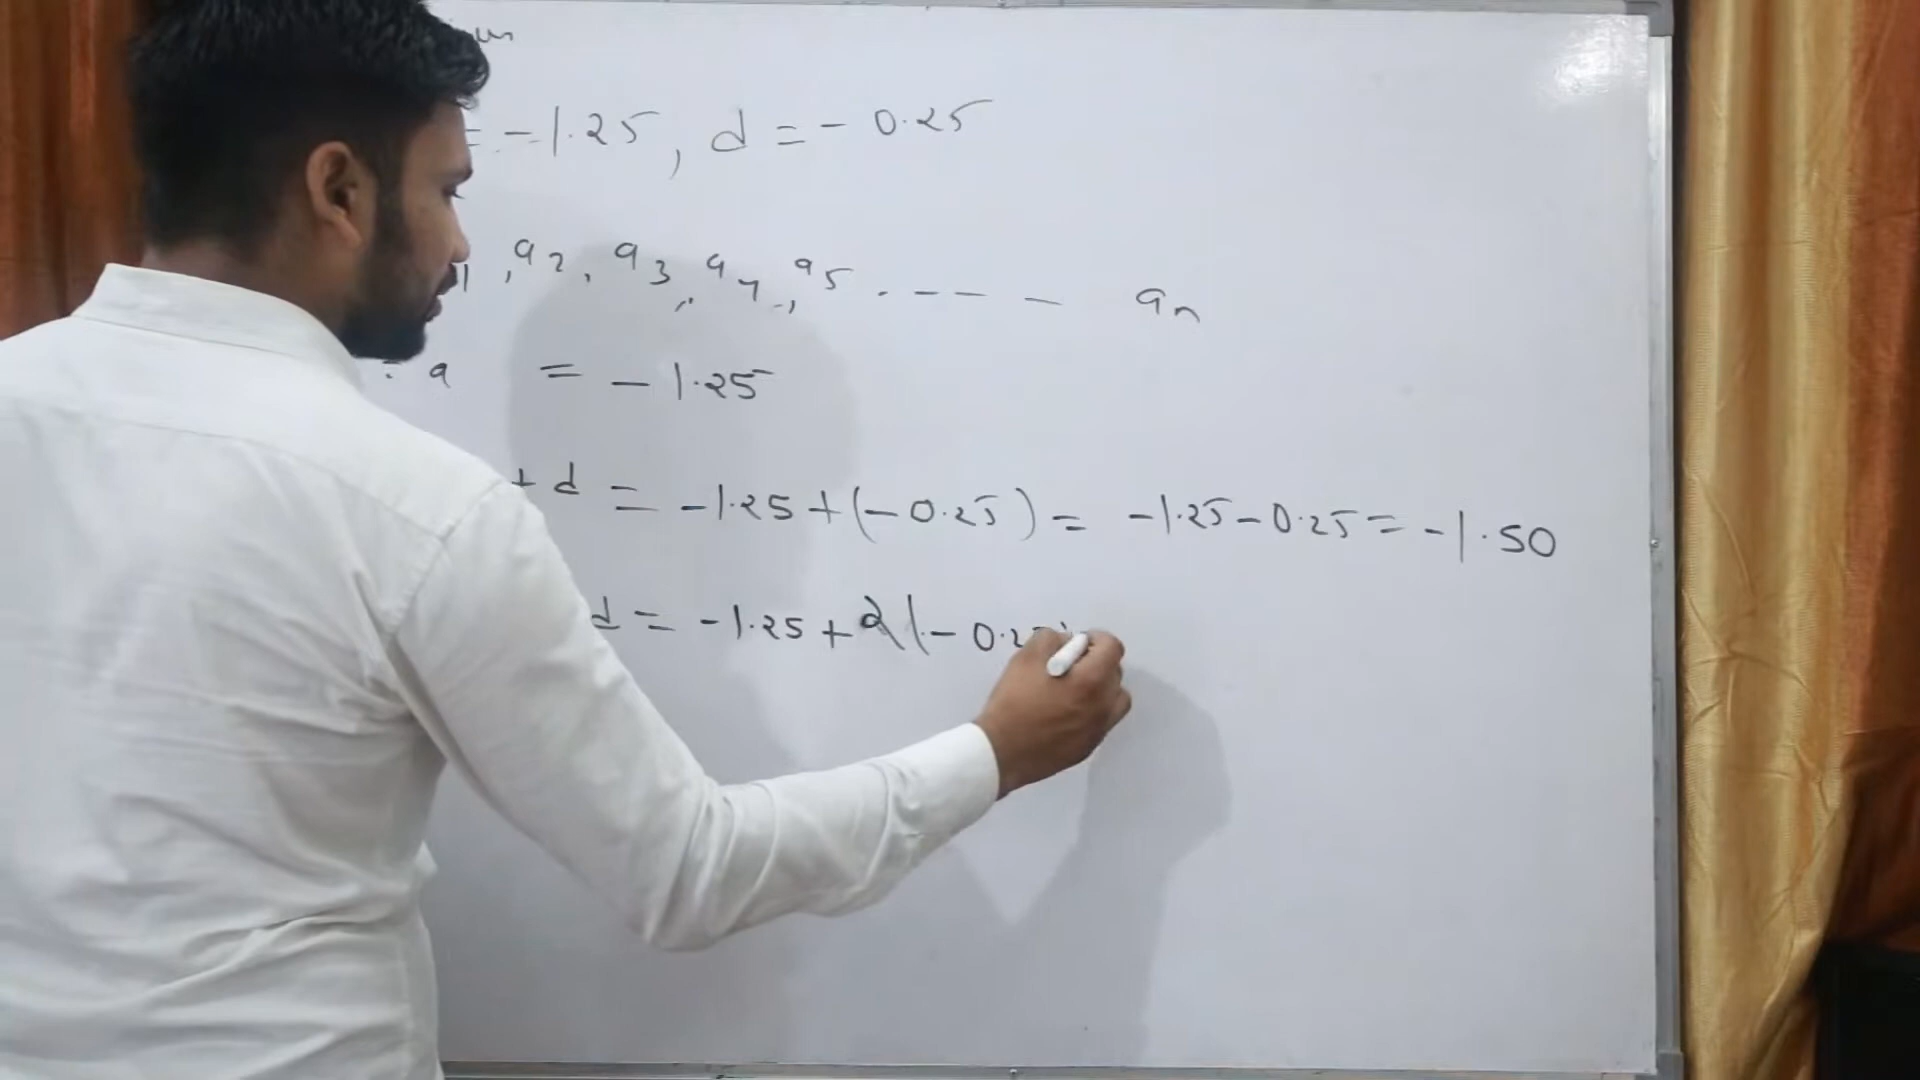 = -1.25, d = - 0.25
, a2, a3, a4, a5 . - - - an
a = - 1.25
+ d = -1.25 + (- 0.25) = -1.25 - 0.25 = -1.50
d = -1.25 + 2(- 0.2